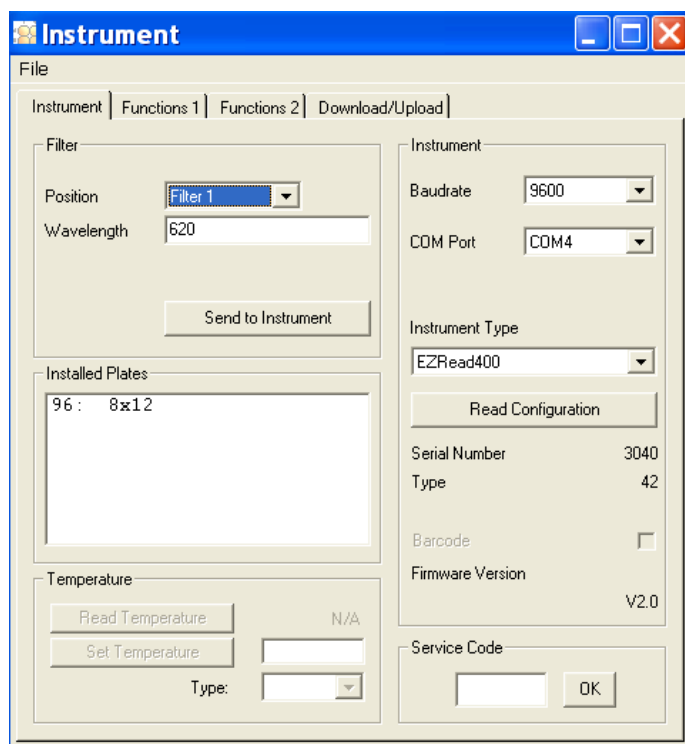 Instrument
File
Instrument Functions 1 Functions 2 Download/Upload
Filter
Position Filter 1
Wavelength 620
Send to Instrument
Installed Plates
96: 8x12
Temperature
Read Temperature N/A
Set Temperature
Type:
Instrument
Baudrate 9600
COM Port COM4
Instrument Type
EZRead400
Read Configuration
Serial Number 3040
Type 42
Barcode
Firmware Version
V2.0
Service Code
OK